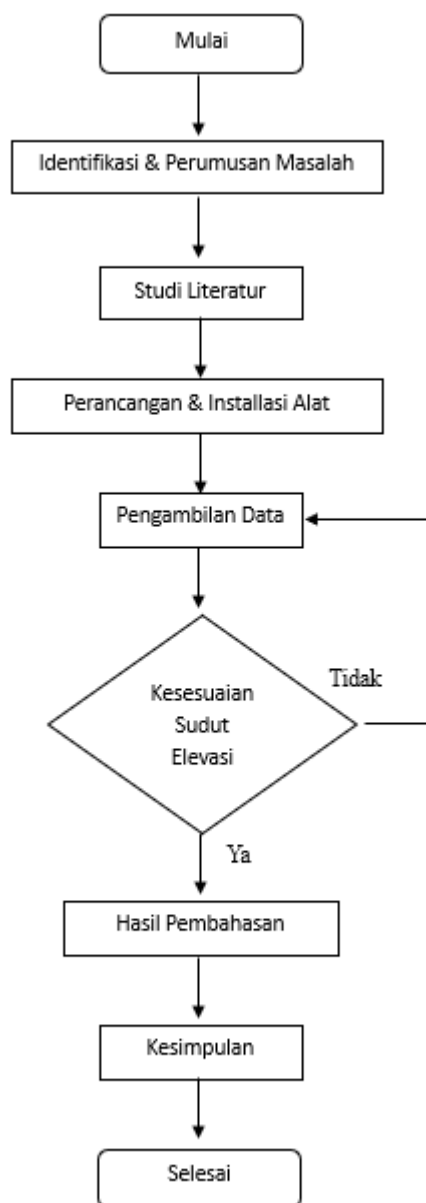 Mulai
Identifikasi & Perumusan Masalah
Studi Literatur
Perancangan & Installasi Alat
Pengambilan Data
Kesesuaian
Sudut
Elevasi
Tidak
Ya
Hasil Pembahasan
Kesimpulan
Selesai